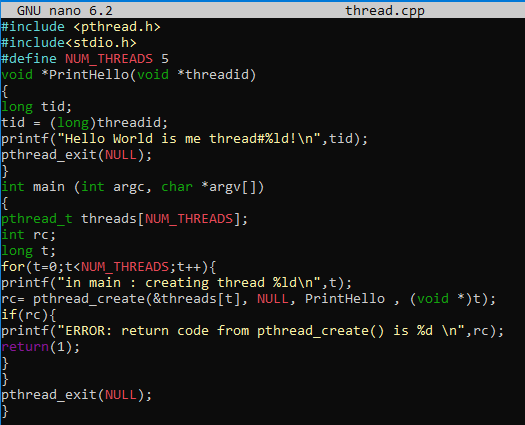 GNU nano 6.2 thread.cpp
#include <pthread.h>
#include<stdio.h>
#define NUM_THREADS 5
void *PrintHello(void *threadid)
{
long tid;
tid = (long)threadid;
printf("Hello World is me thread#%ld!\n",tid);
pthread_exit(NULL);
}
int main (int argc, char *argv[])
{
pthread_t threads[NUM_THREADS];
int rc;
long t;
for(t=0;t<NUM_THREADS;t++){
printf("in main : creating thread %ld\n",t);
rc= pthread_create(&threads[t], NULL, PrintHello , (void *)t);
if(rc){
printf("ERROR: return code from pthread_create() is %d \n",rc);
return(1);
}
}
pthread_exit(NULL);
}